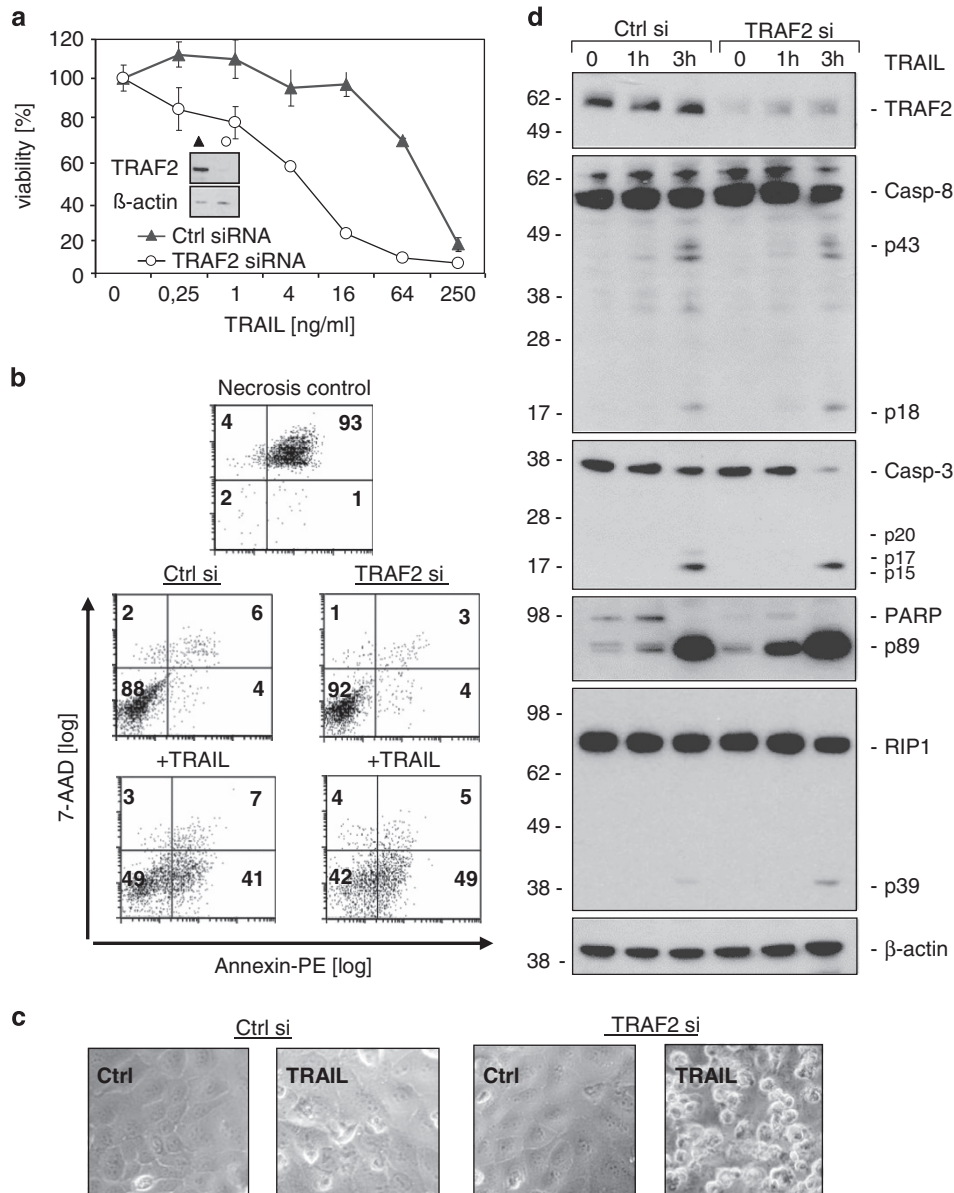 a
120
100
80
60
40
20
0
viability [%]
TRAF2
ß-actin
Ctrl siRNA
TRAF2 siRNA
0 0,25 1 4 16 64 250
TRAIL [ng/ml]
b
Necrosis control
4 93
2 1
Ctrl si TRAF2 si
2 6 1 3
88 4 92 4
+TRAIL +TRAIL
3 7 4 5
49 41 42 49
7-AAD [log]
Annexin-PE [log]
c
Ctrl si TRAF2 si
Ctrl TRAIL Ctrl TRAIL
d
Ctrl si TRAF2 si
0 1h 3h 0 1h 3h TRAIL
62 - - TRAF2
49 -
62 - - Casp-8
49 - - p43
38 -
28 -
17 - - p18
38 - - Casp-3
28 -
- p20
- p17
17 - - p15
98 - - PARP
- p89
98 -
- RIP1
62 -
49 -
38 - - p39
38 - - β-actin